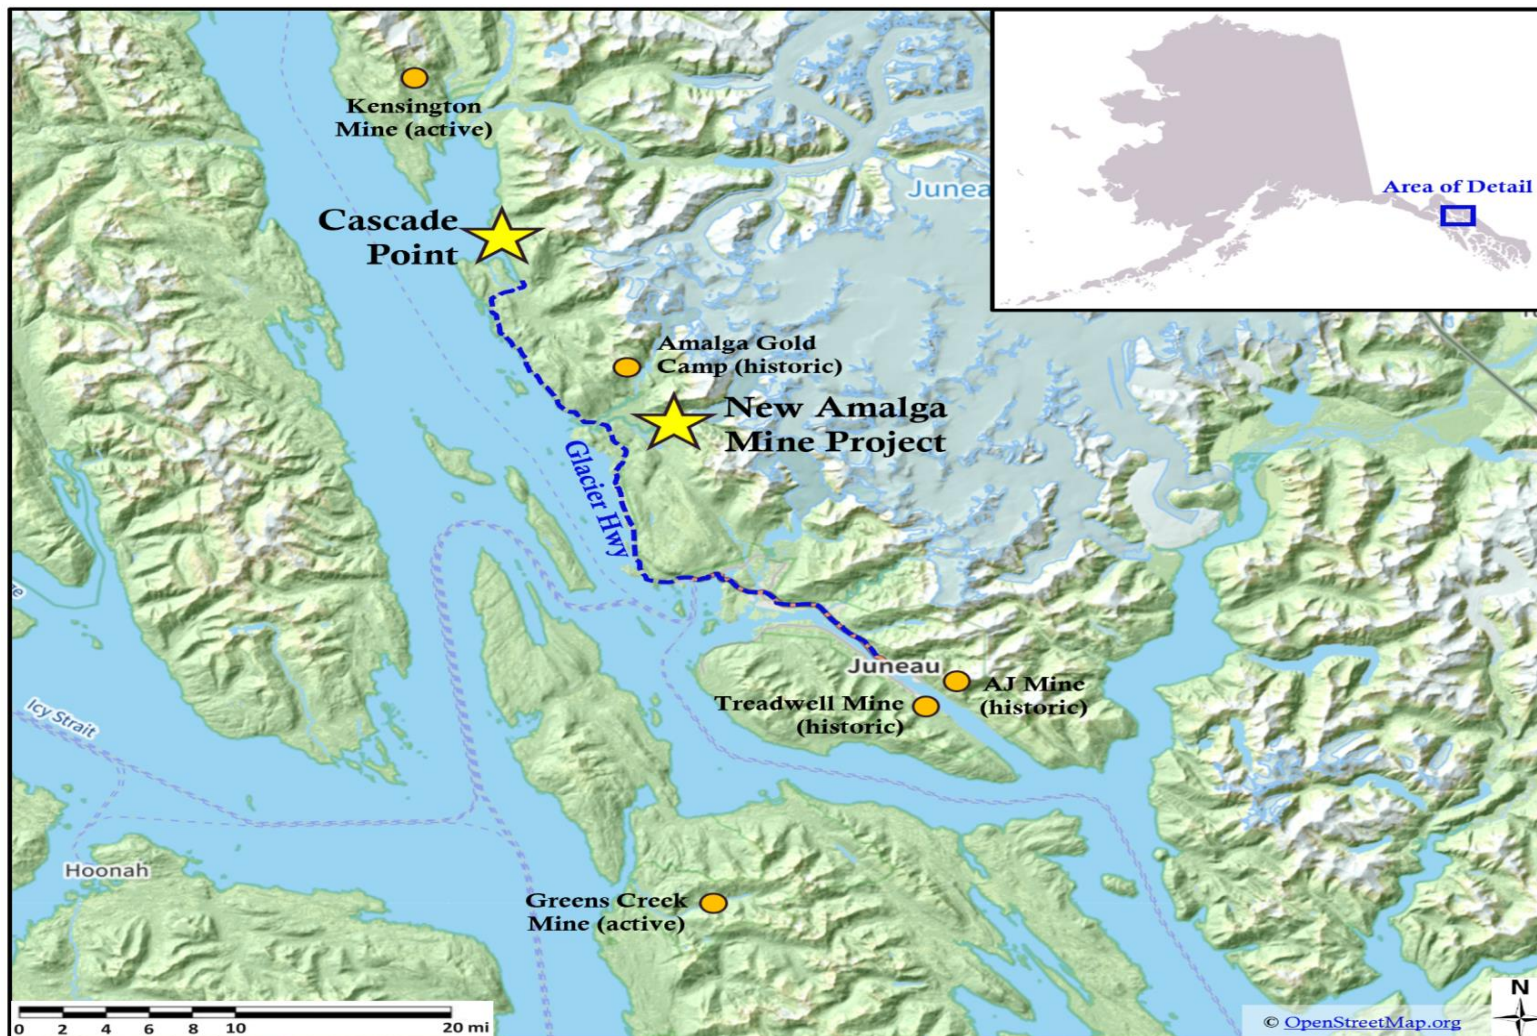 Kensington
Mine (active)
Cascade
Point
Junea
Area of Detail
Amalga Gold
Camp (historic)
New Amalga
Mine Project
Glacier Hwy
Juneau
AJ Mine
(historic)
Treadwell Mine
(historic)
Icy Strait
Hoonah
Greens Creek
Mine (active)
0 2 4 6 8 10 20 mi
N
© OpenStreetMap.org